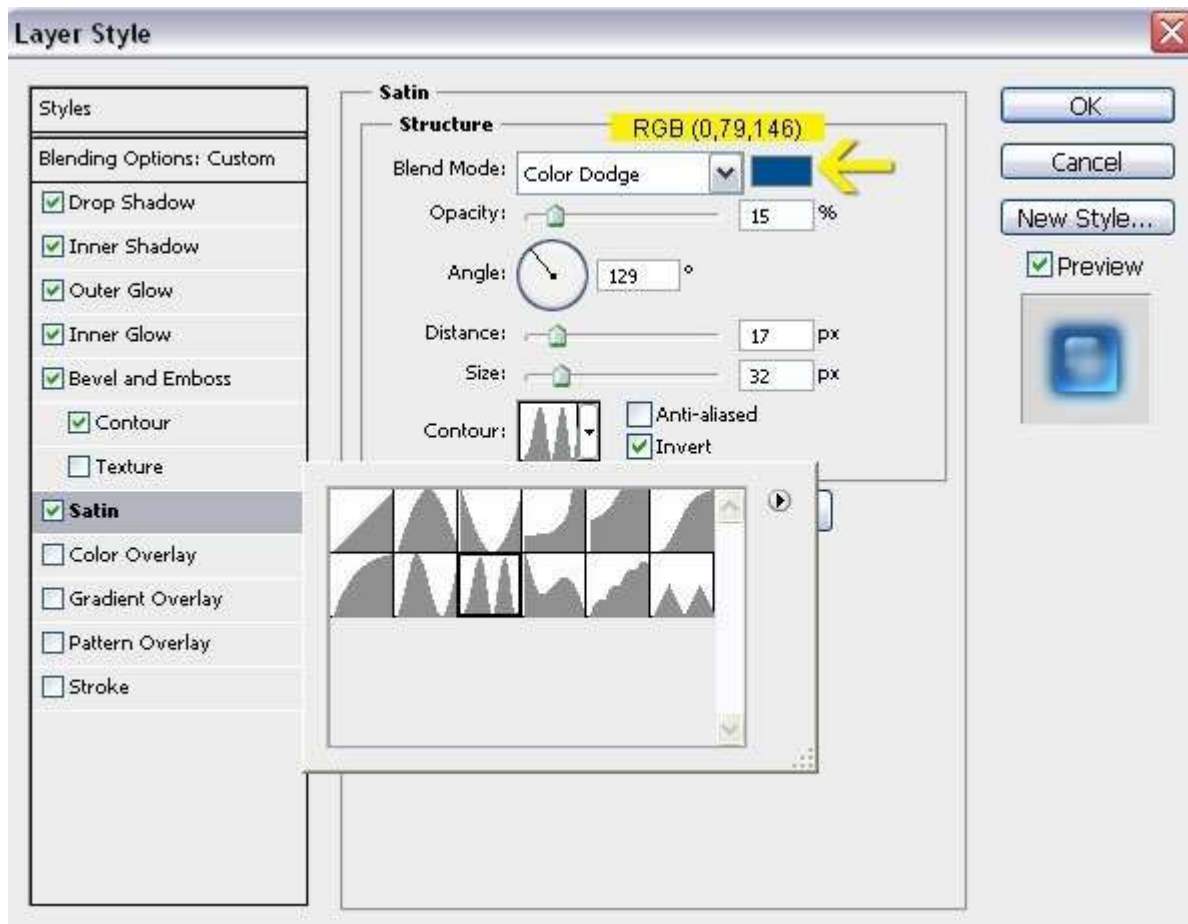 Layer Style
Styles
Blending Options: Custom
Drop Shadow
Inner Shadow
Outer Glow
Inner Glow
Bevel and Emboss
Contour
Texture
Satin
Color Overlay
Gradient Overlay
Pattern Overlay
Stroke
Satin
Structure
RGB (0,79,146)
Blend Mode: Color Dodge
Opacity: 15 %
Angle: 129 °
Distance: 17 px
Size: 32 px
Contour: Anti-aliased
Invert
OK
Cancel
New Style...
Preview